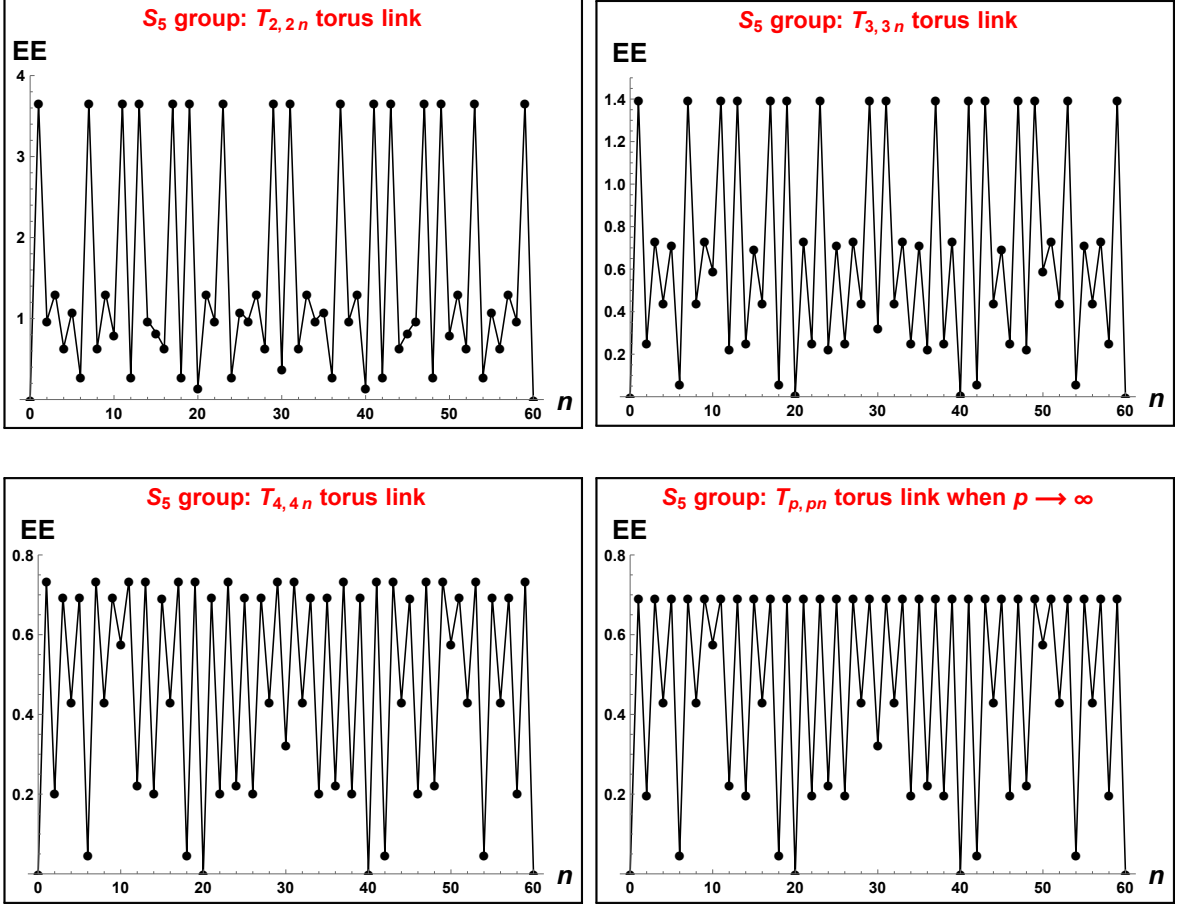 S₅ group: T₂,₂ₙ torus link
EE
4
3
2
1
0 10 20 30 40 50 60 n
S₅ group: T₃,₃ₙ torus link
EE
1.4
1.2
1.0
0.8
0.6
0.4
0.2
0 10 20 30 40 50 60 n
S₅ group: T₄,₄ₙ torus link
EE
0.8
0.6
0.4
0.2
0 10 20 30 40 50 60 n
S₅ group: Tₚ,ₚₙ torus link when p ⟶ ∞
EE
0.8
0.6
0.4
0.2
0 10 20 30 40 50 60 n